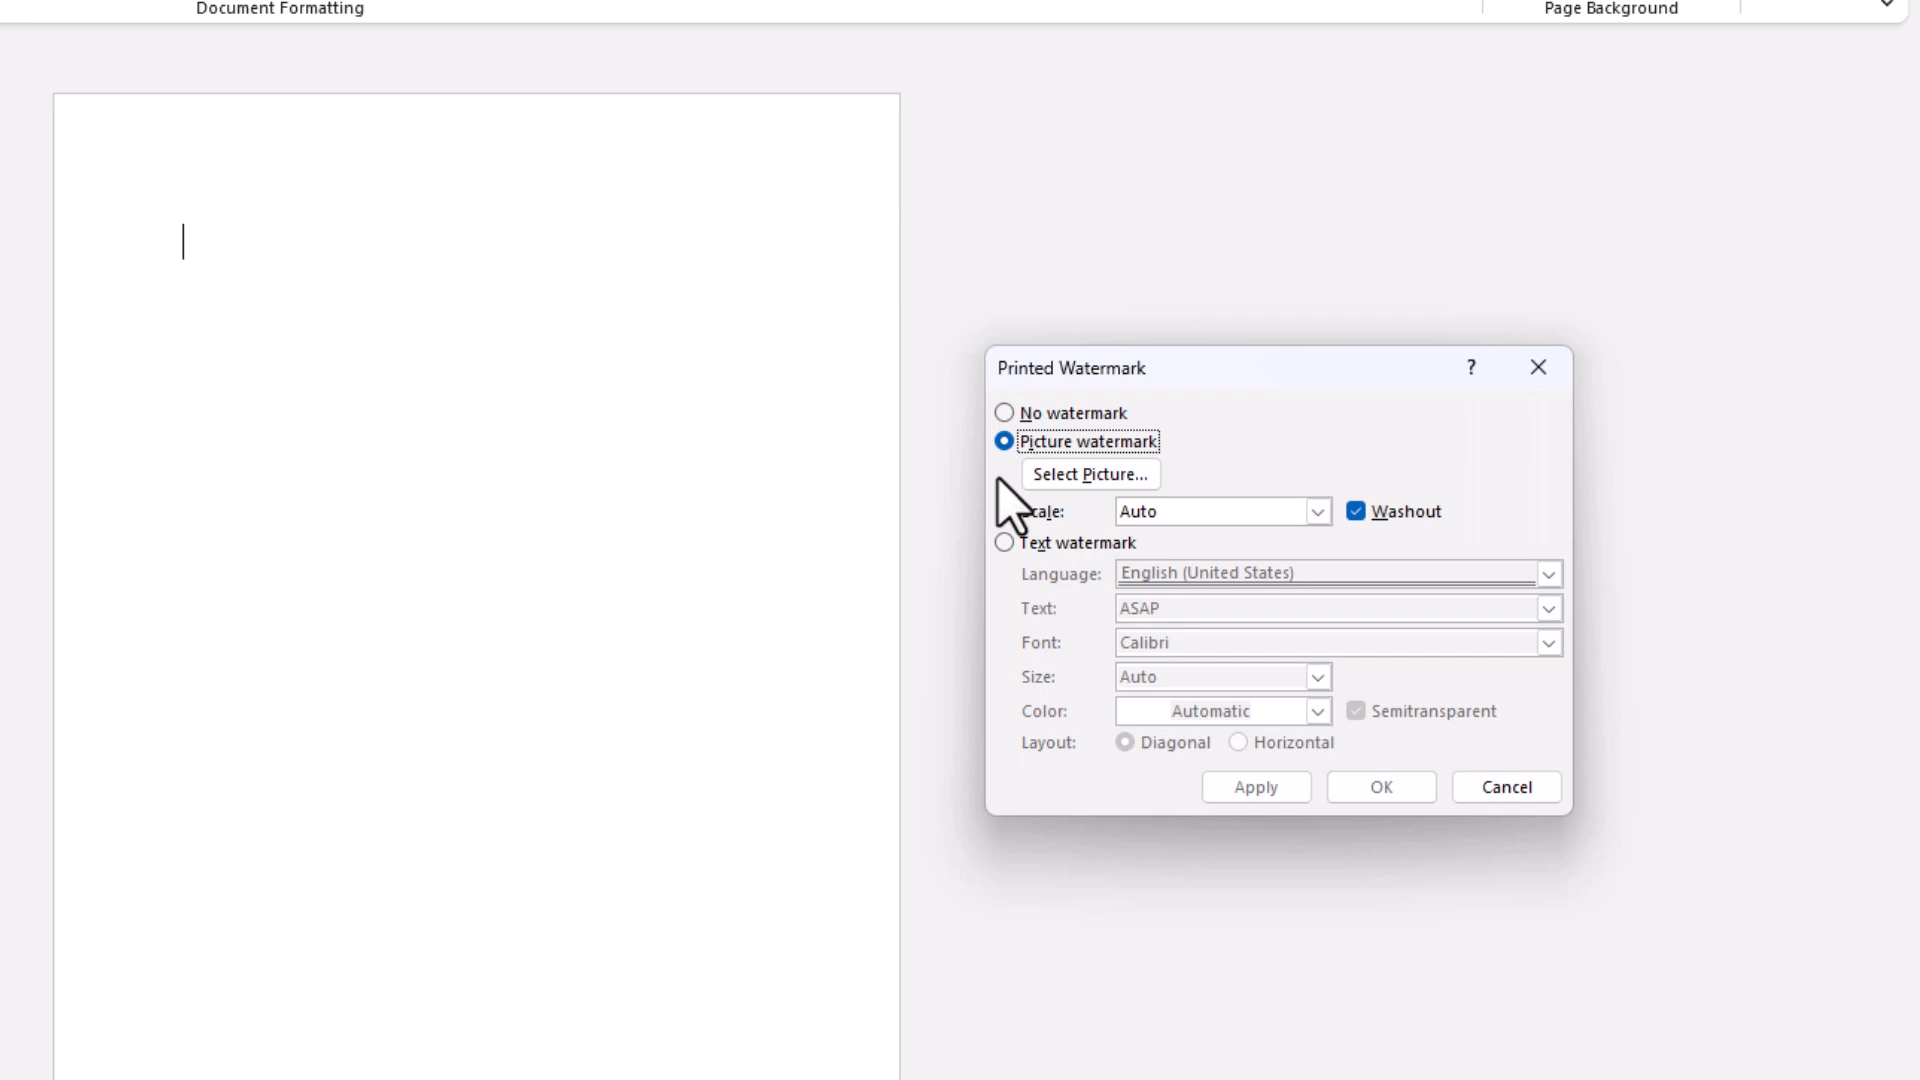 Document Formatting
Page Background
Printed Watermark
?
No watermark
Picture watermark
Select Picture...
cale: Auto Washout
Text watermark
Language: English (United States)
Text: ASAP
Font: Calibri
Size: Auto
Color: Automatic Semitransparent
Layout: Diagonal Horizontal
Apply OK Cancel